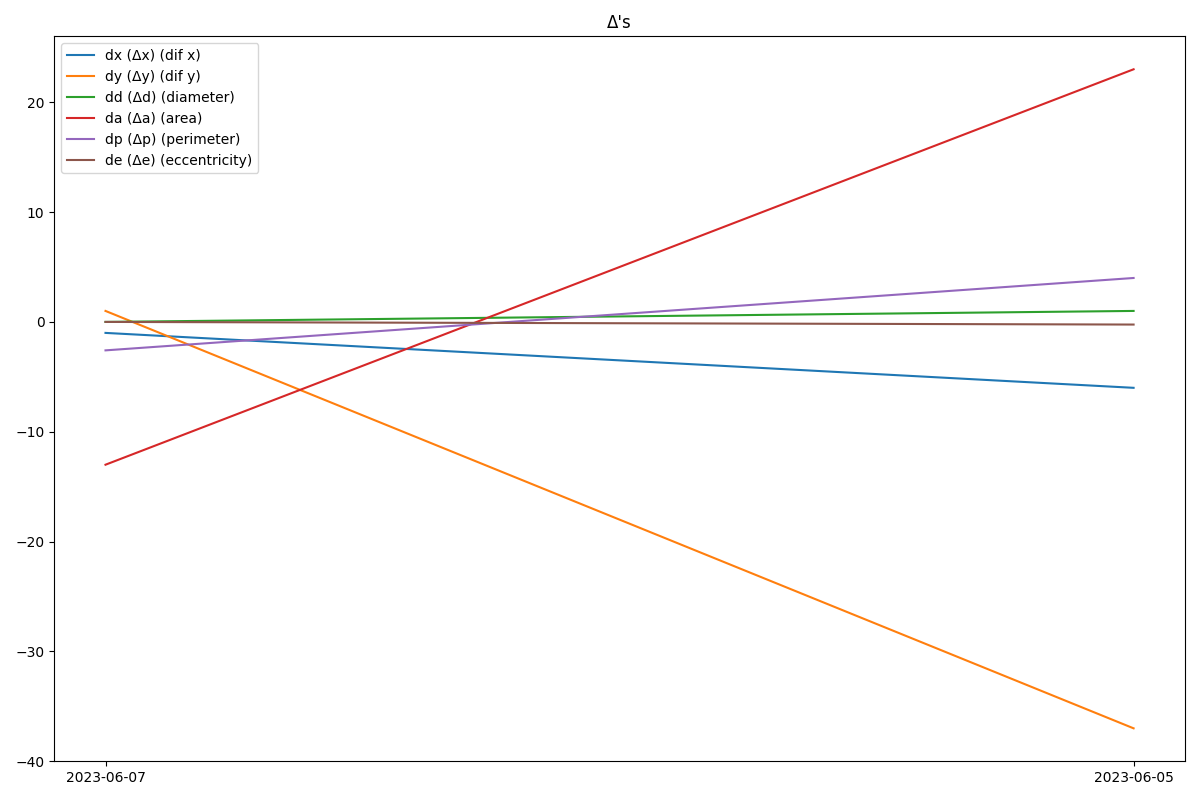 Δ's
dx (Δx) (dif x)
dy (Δy) (dif y)
dd (Δd) (diameter)
da (Δa) (area)
dp (Δp) (perimeter)
de (Δe) (eccentricity)
20
10
0
−10
−20
−30
−40
2023-06-07 2023-06-05